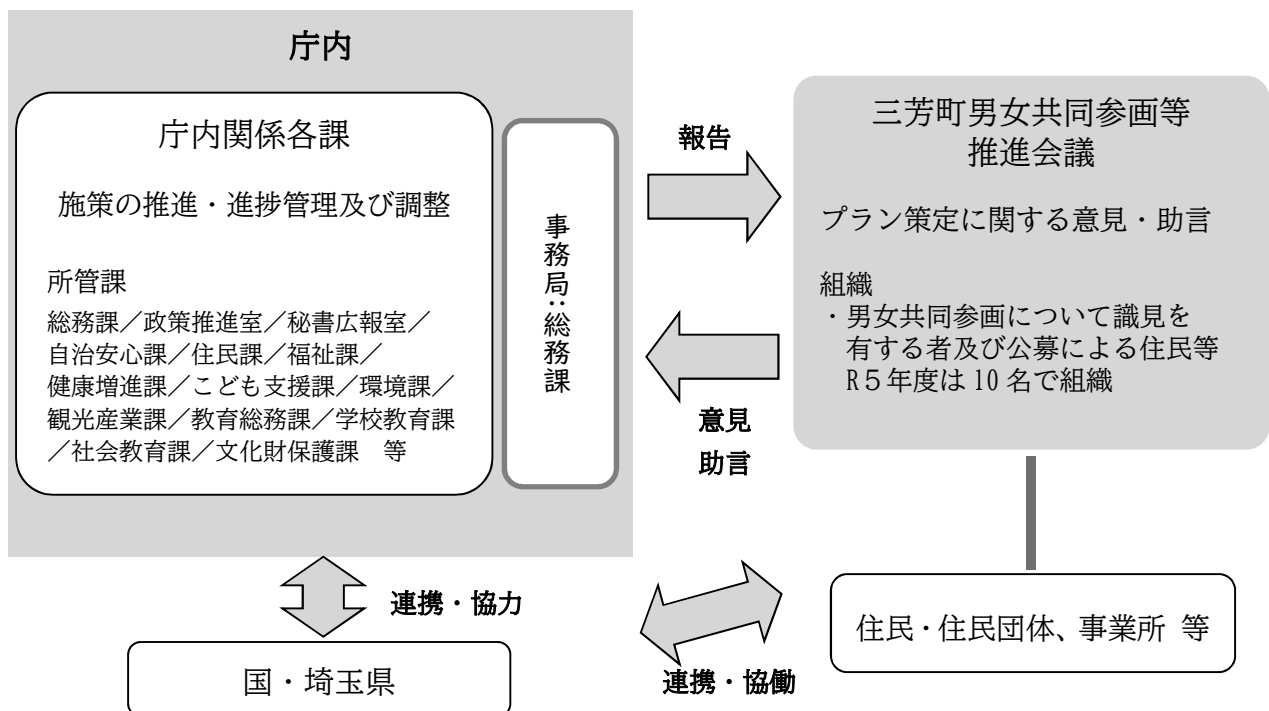 庁内
庁内関係各課
施策の推進・進捗管理及び調整
所管課
総務課／政策推進室／秘書広報室／
自治安心課／住民課／福祉課／
健康増進課／こども支援課／環境課／
観光産業課／教育総務課／学校教育課
／社会教育課／文化財保護課　等
事務局：総務課
報告
意見
助言
三芳町男女共同参画等
推進会議
プラン策定に関する意見・助言
組織
・男女共同参画について識見を
有する者及び公募による住民等
R５年度は10名で組織
連携・協力
国・埼玉県
連携・協働
住民・住民団体、事業所 等